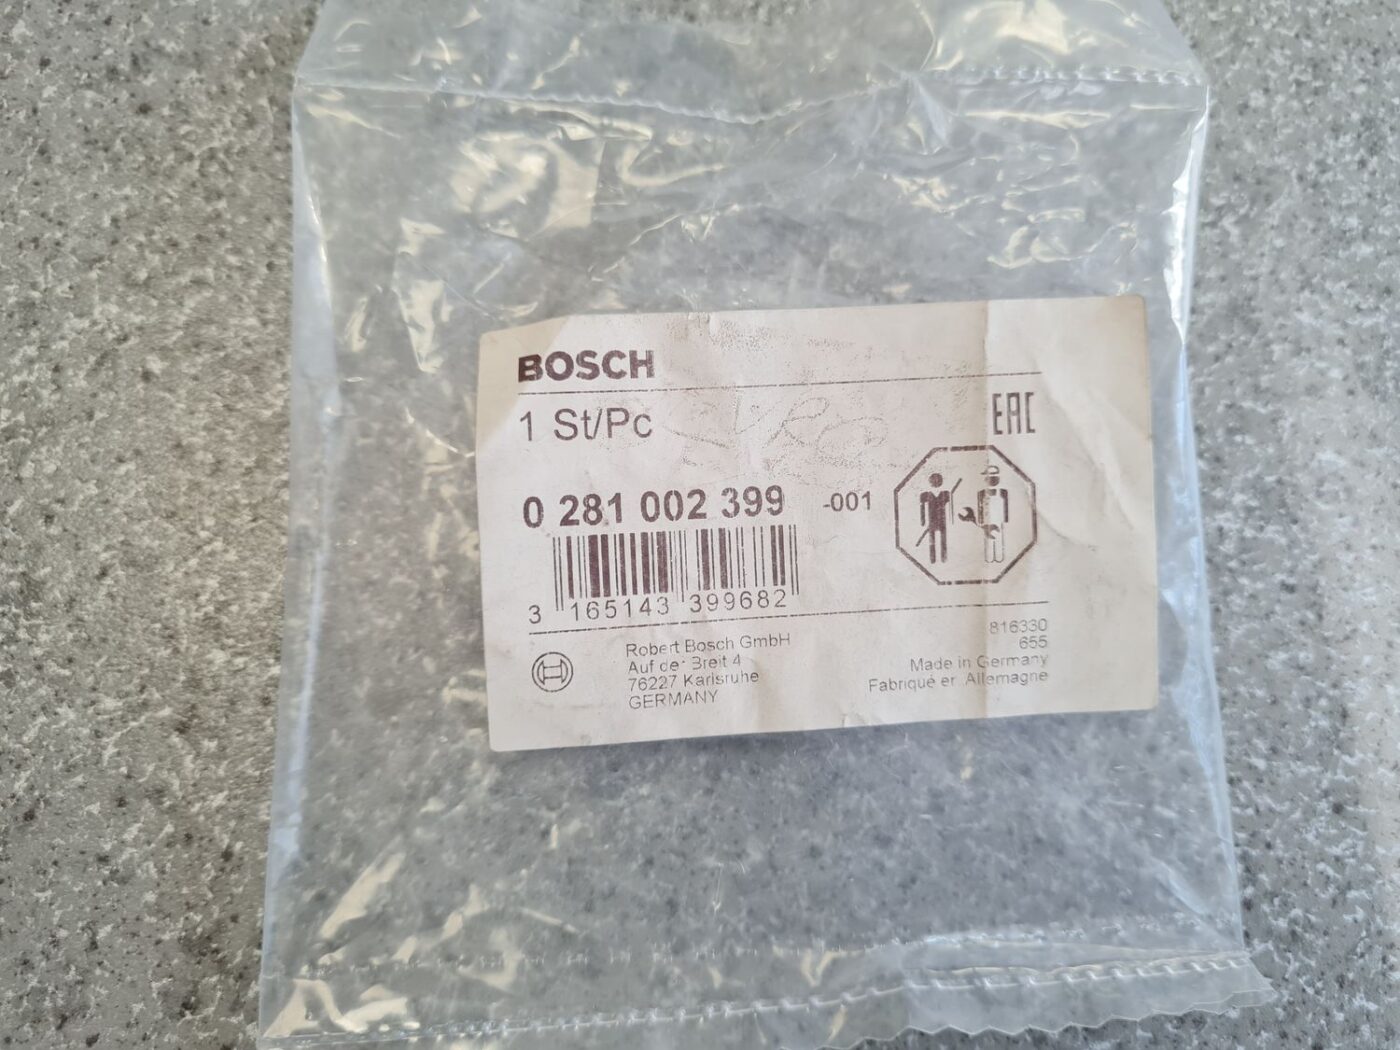 BOSCH
1 St/Pc
EAC
0 281 002 399 -001
3 165143 399682
Robert Bosch GmbH
Auf der Breit 4
76227 Karlsruhe
GERMANY
816330
655
Made in Germany
Fabriqué en Allemagne